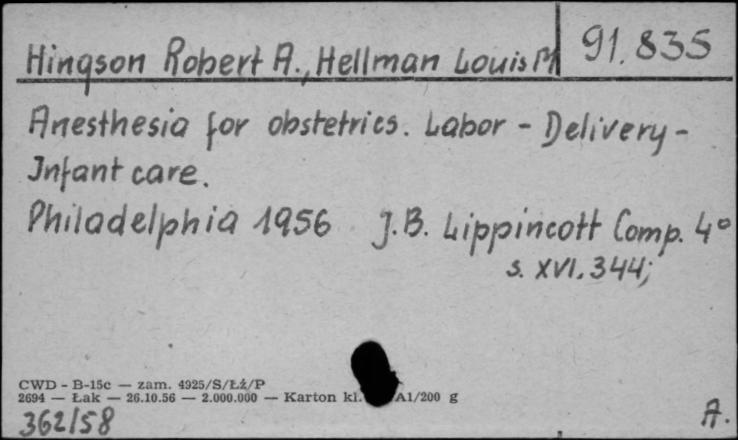 Hingson Robert A., Hellman Louis M
91.835
Anesthesia for obstetrics. Labor - Delivery -
Infant care.
Philadelphia 1956 J.B. Lippincott Comp. 4°
s. XVI, 344;
CWD - B-15c — zam. 4925/S/Łź/P
2694 — Łak — 26.10.56 — 2.000.000 — Karton kl. A1/200 g
362/58
A.